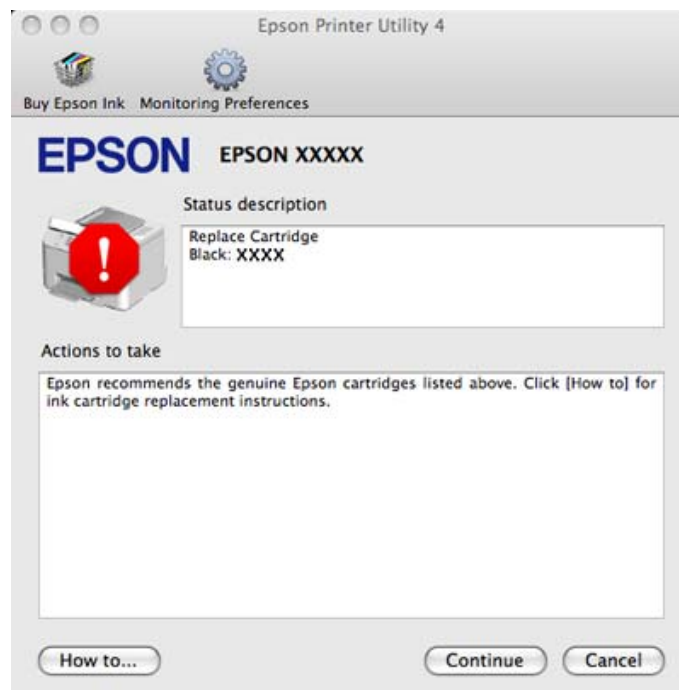 Epson Printer Utility 4
Buy Epson Ink Monitoring Preferences
EPSON EPSON XXXXX
Status description
Replace Cartridge
Black: XXXX
Actions to take
Epson recommends the genuine Epson cartridges listed above. Click [How to] for
ink cartridge replacement instructions.
How to... Continue Cancel